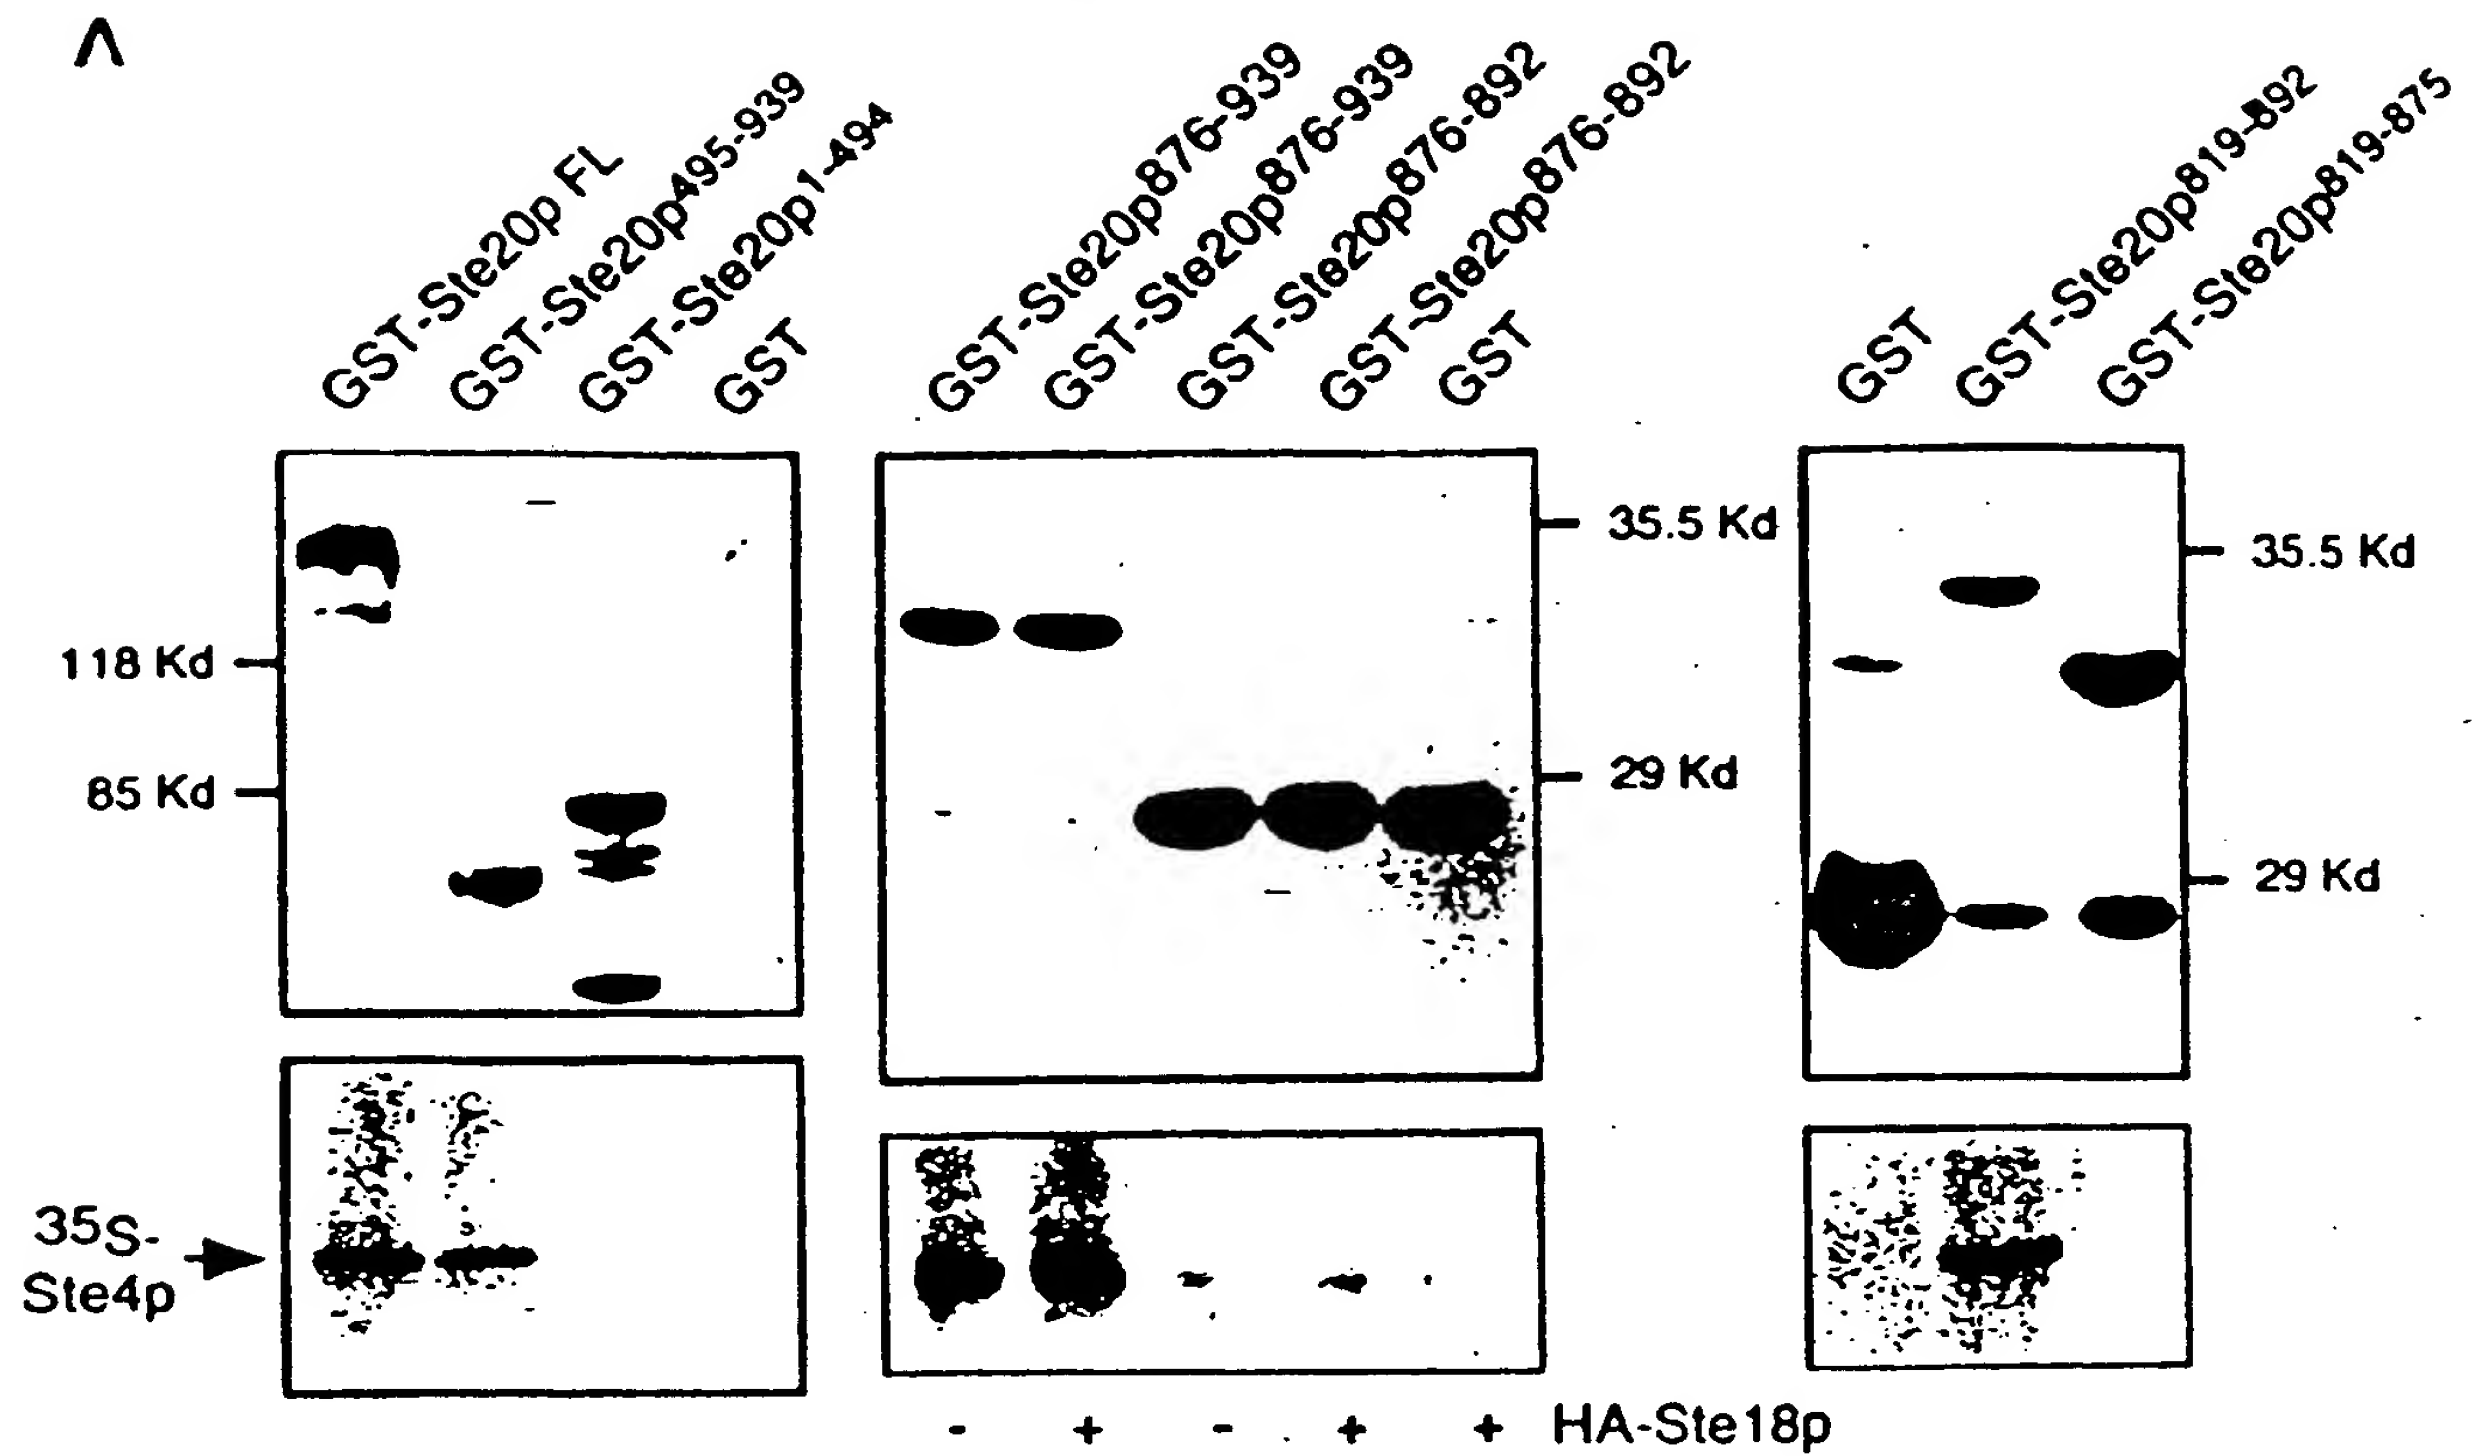 A
GST-Ste20p FL
GST-Ste20p495-939
GST-Ste20p1-494
GST
GST-Ste20p876-939
GST-Ste20p876-939
GST-Ste20p876-892
GST-Ste20p876-892
GST
GST
GST-Ste20p819-892
GST-Ste20p819-875
118 Kd
85 Kd
35.5 Kd
29 Kd
35.5 Kd
29 Kd
35S-
Ste4p
- + - + + HA-Ste18p